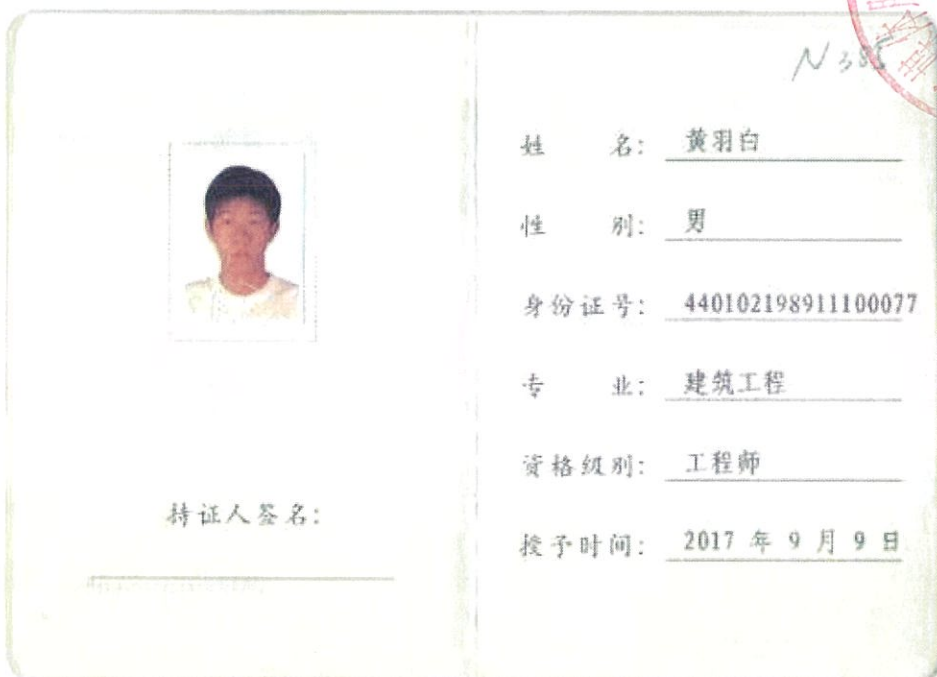 N385
姓 名： 黄羽白
性 别： 男
身份证号： 440102198911100077
专 业： 建筑工程
资格级别： 工程师
持证人签名：
授予时间： 2017 年 9 月 9 日